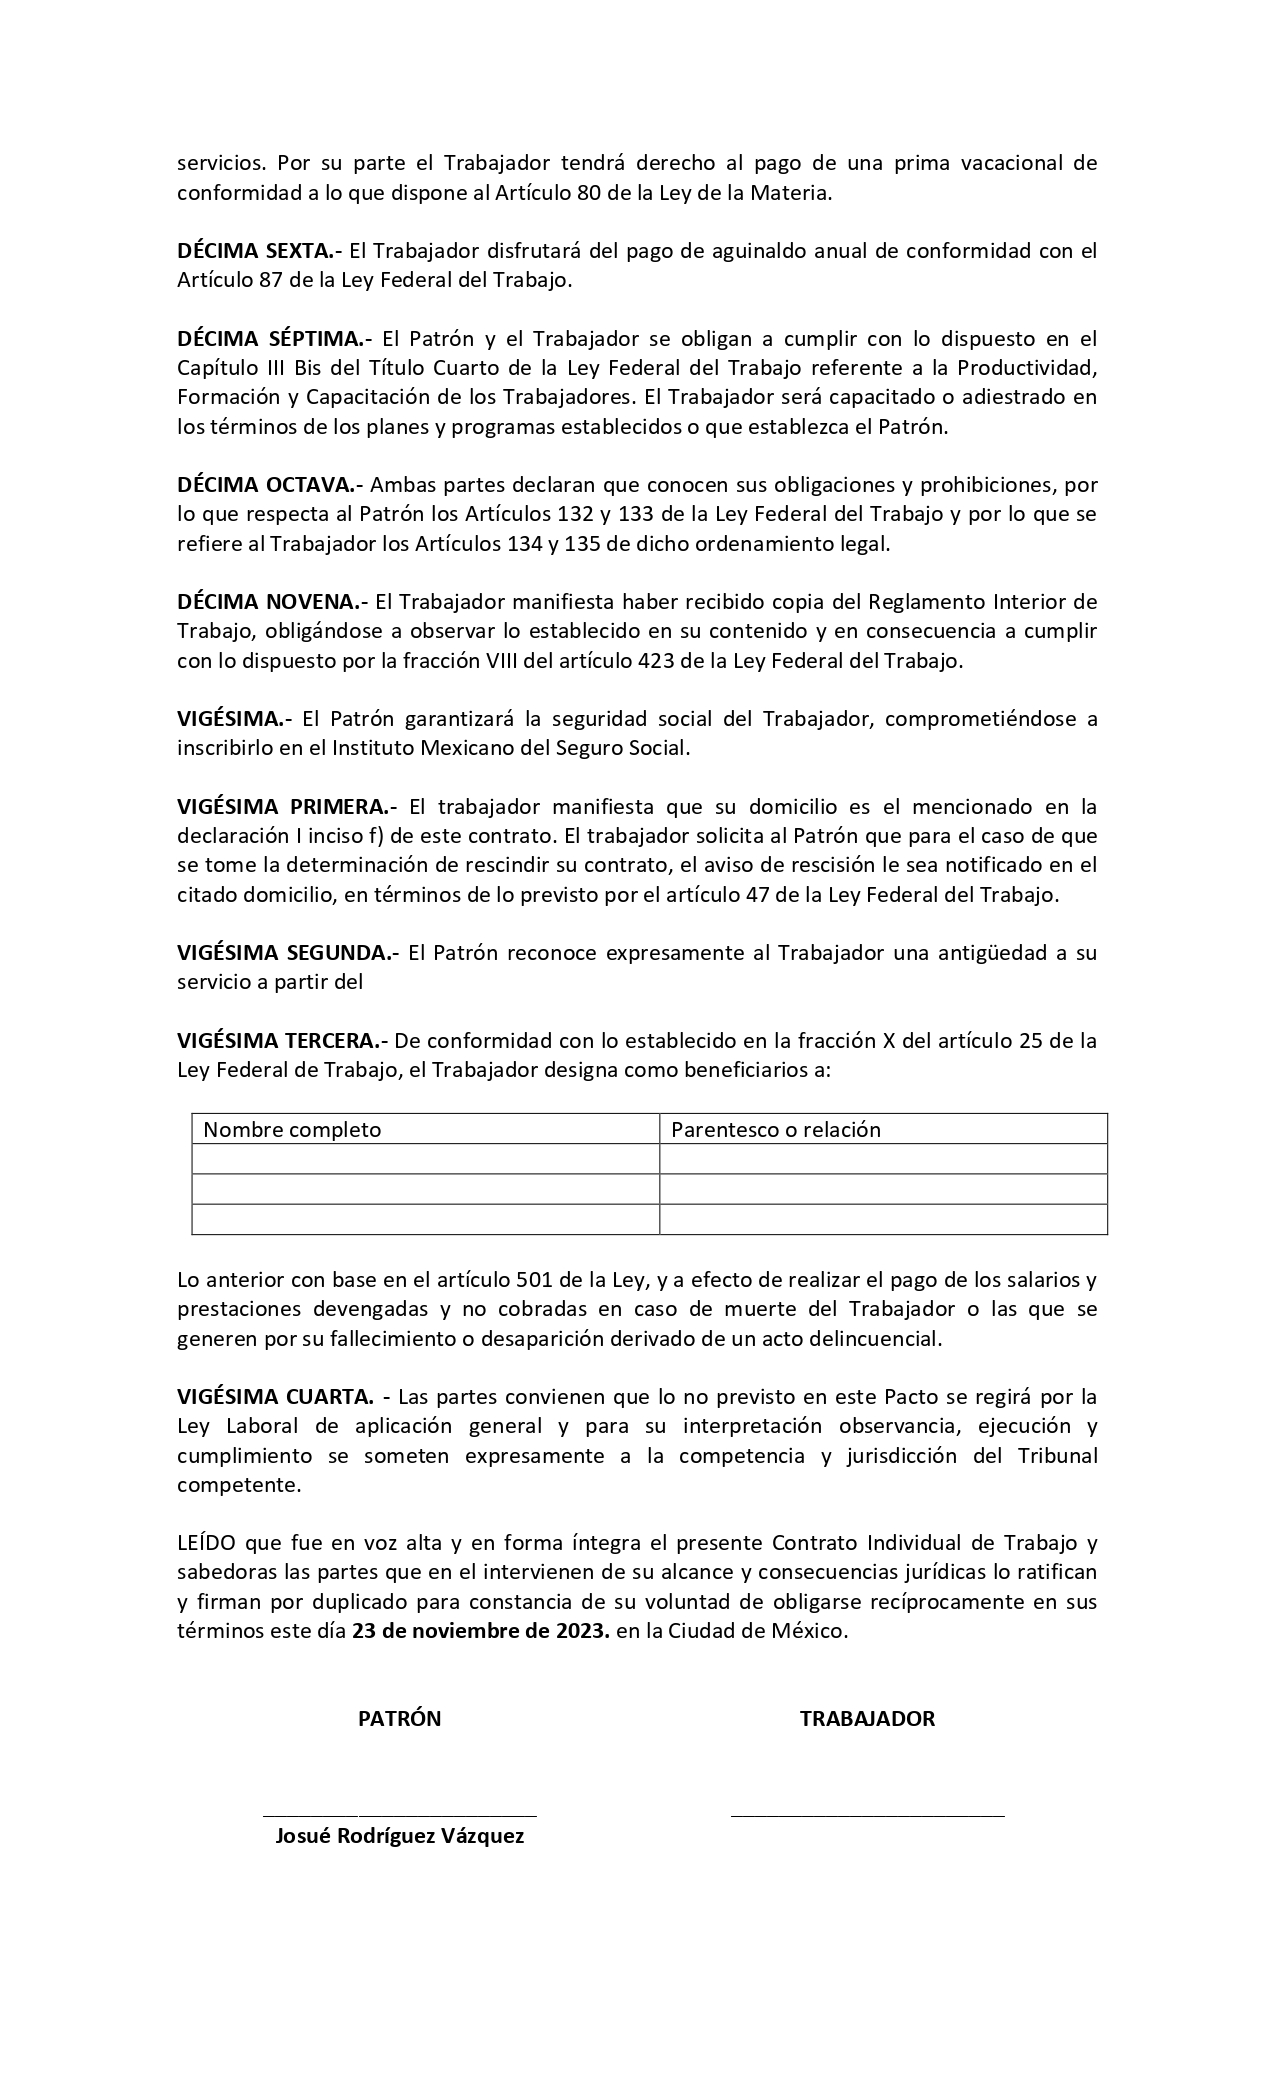 servicios. Por su parte el Trabajador tendrá derecho al pago de una prima vacacional de
conformidad a lo que dispone al Artículo 80 de la Ley de la Materia.
DÉCIMA SEXTA.- El Trabajador disfrutará del pago de aguinaldo anual de conformidad con el
Artículo 87 de la Ley Federal del Trabajo.
DÉCIMA SÉPTIMA.- El Patrón y el Trabajador se obligan a cumplir con lo dispuesto en el
Capítulo III Bis del Título Cuarto de la Ley Federal del Trabajo referente a la Productividad,
Formación y Capacitación de los Trabajadores. El Trabajador será capacitado o adiestrado en
los términos de los planes y programas establecidos o que establezca el Patrón.
DÉCIMA OCTAVA.- Ambas partes declaran que conocen sus obligaciones y prohibiciones, por
lo que respecta al Patrón los Artículos 132 y 133 de la Ley Federal del Trabajo y por lo que se
refiere al Trabajador los Artículos 134 y 135 de dicho ordenamiento legal.
DÉCIMA NOVENA.- El Trabajador manifiesta haber recibido copia del Reglamento Interior de
Trabajo, obligándose a observar lo establecido en su contenido y en consecuencia a cumplir
con lo dispuesto por la fracción VIII del artículo 423 de la Ley Federal del Trabajo.
VIGÉSIMA.- El Patrón garantizará la seguridad social del Trabajador, comprometiéndose a
inscribirlo en el Instituto Mexicano del Seguro Social.
VIGÉSIMA PRIMERA.- El trabajador manifiesta que su domicilio es el mencionado en la
declaración I inciso f) de este contrato. El trabajador solicita al Patrón que para el caso de que
se tome la determinación de rescindir su contrato, el aviso de rescisión le sea notificado en el
citado domicilio, en términos de lo previsto por el artículo 47 de la Ley Federal del Trabajo.
VIGÉSIMA SEGUNDA.- El Patrón reconoce expresamente al Trabajador una antigüedad a su
servicio a partir del
VIGÉSIMA TERCERA.- De conformidad con lo establecido en la fracción X del artículo 25 de la
Ley Federal de Trabajo, el Trabajador designa como beneficiarios a:
Nombre completo Parentesco o relación
Lo anterior con base en el artículo 501 de la Ley, y a efecto de realizar el pago de los salarios y
prestaciones devengadas y no cobradas en caso de muerte del Trabajador o las que se
generen por su fallecimiento o desaparición derivado de un acto delincuencial.
VIGÉSIMA CUARTA. - Las partes convienen que lo no previsto en este Pacto se regirá por la
Ley Laboral de aplicación general y para su interpretación observancia, ejecución y
cumplimiento se someten expresamente a la competencia y jurisdicción del Tribunal
competente.
LEÍDO que fue en voz alta y en forma íntegra el presente Contrato Individual de Trabajo y
sabedoras las partes que en el intervienen de su alcance y consecuencias jurídicas lo ratifican
y firman por duplicado para constancia de su voluntad de obligarse recíprocamente en sus
términos este día 23 de noviembre de 2023. en la Ciudad de México.
PATRÓN TRABAJADOR
_______________________ _______________________
Josué Rodríguez Vázquez